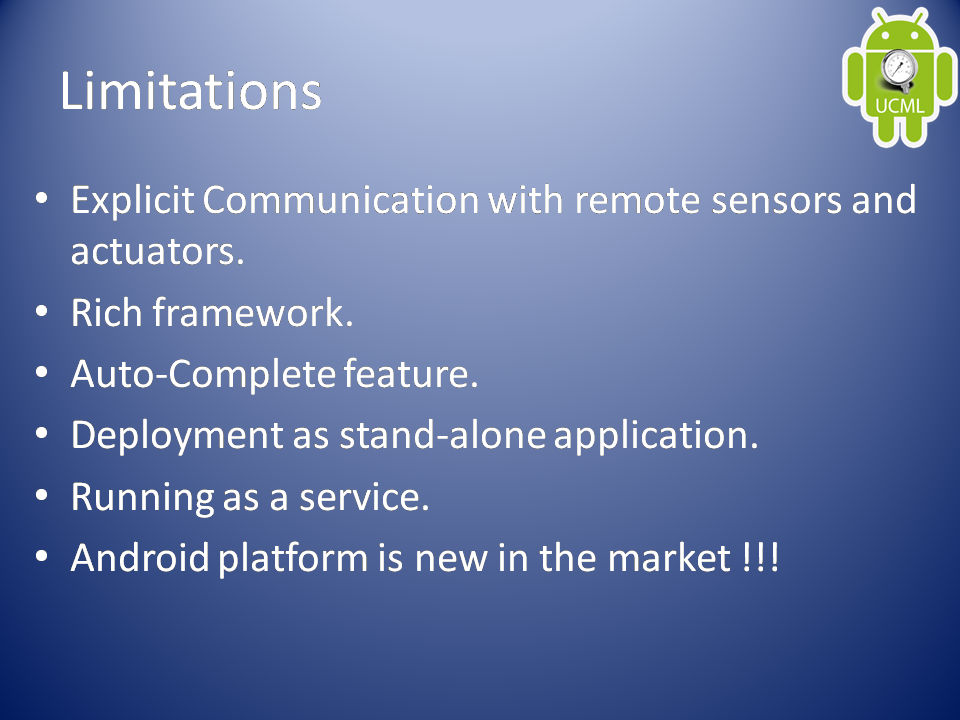 UCML
Limitations
• Explicit Communication with remote sensors and
actuators.
• Rich framework.
• Auto-Complete feature.
• Deployment as stand-alone application.
• Running as a service.
• Android platform is new in the market !!!